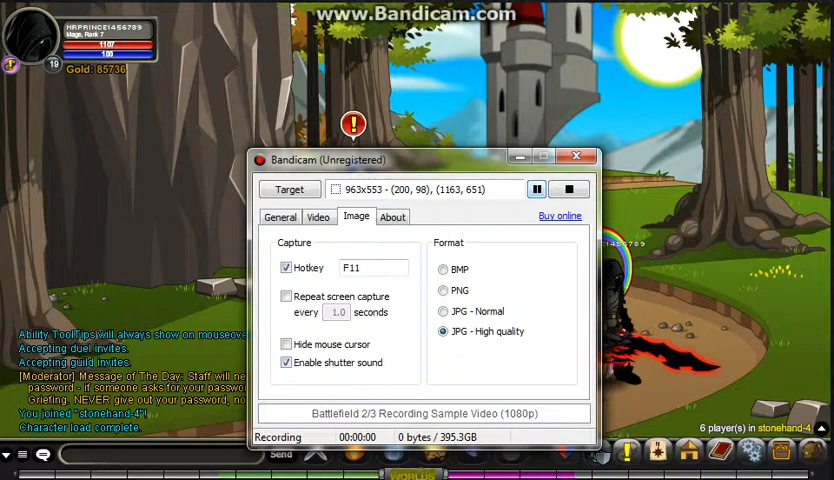 www.Bandicam.com
HRPRINCE1456789
Mage, Rank 7
1107
100
19
Gold: 85736
Bandicam (Unregistered)
Target
963x553 - (200, 98), (1163, 651)
General
Video
Image
About
Buy online
Capture
Hotkey
F11
Repeat screen capture
every 1.0 seconds
Hide mouse cursor
Enable shutter sound
Format
BMP
PNG
JPG - Normal
JPG - High quality
Battlefield 2/3 Recording Sample Video (1080p)
Recording
00:00:00
0 bytes / 395.3GB
Ability ToolTips will always show on mouseove
Accepting duel invites.
Accepting guild invites.
[Moderator] Message of The Day: Staff will ne
password - if someone asks for your passwor
Griefing. NEVER give out your password, no
You joined "stonehand-4"!
Character load complete.
6 player(s) in stonehand-4
Send
WORLDS